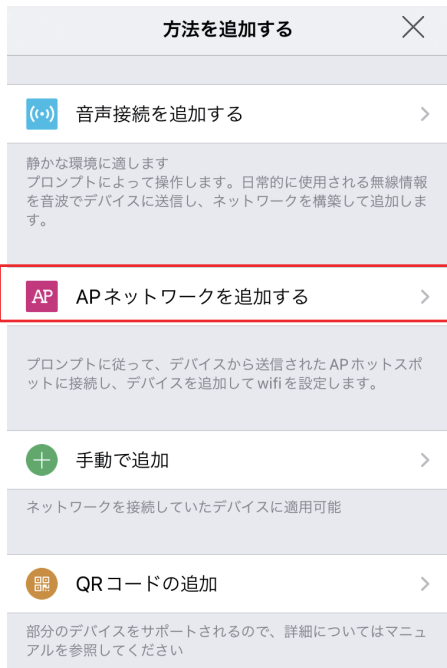 方法を追加する
音声接続を追加する
静かな環境に適します
プロンプトによって操作します。日常的に使用される無線情報
を音波でデバイスに送信し、ネットワークを構築して追加しま
す。
AP APネットワークを追加する
プロンプトに従って、デバイスから送信されたAPホットスポ
ットに接続し、デバイスを追加してwifiを設定します。
手動で追加
ネットワークを接続していたデバイスに適用可能
QRコードの追加
部分のデバイスをサポートされるので、詳細についてはマニュ
アルを参照してください